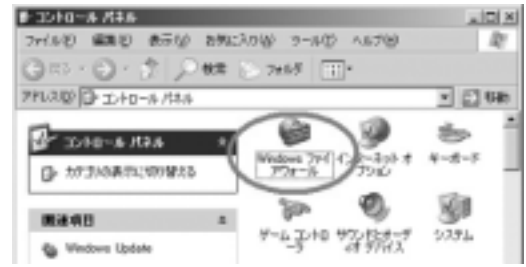 コントロール パネル
ファイル(F) 編集(E) 表示(V) お気に入り(A) ツール(T) ヘルプ(H)
戻る 検索 フォルダ
アドレス(D) コントロール パネル 移動
コントロール パネル
カテゴリの表示に切り替える
関連項目
Windows Update
Windows ファイアウォール
インターネット オプション
キーボード
ゲーム コントローラ
サウンドとオーディオ デバイス
システム